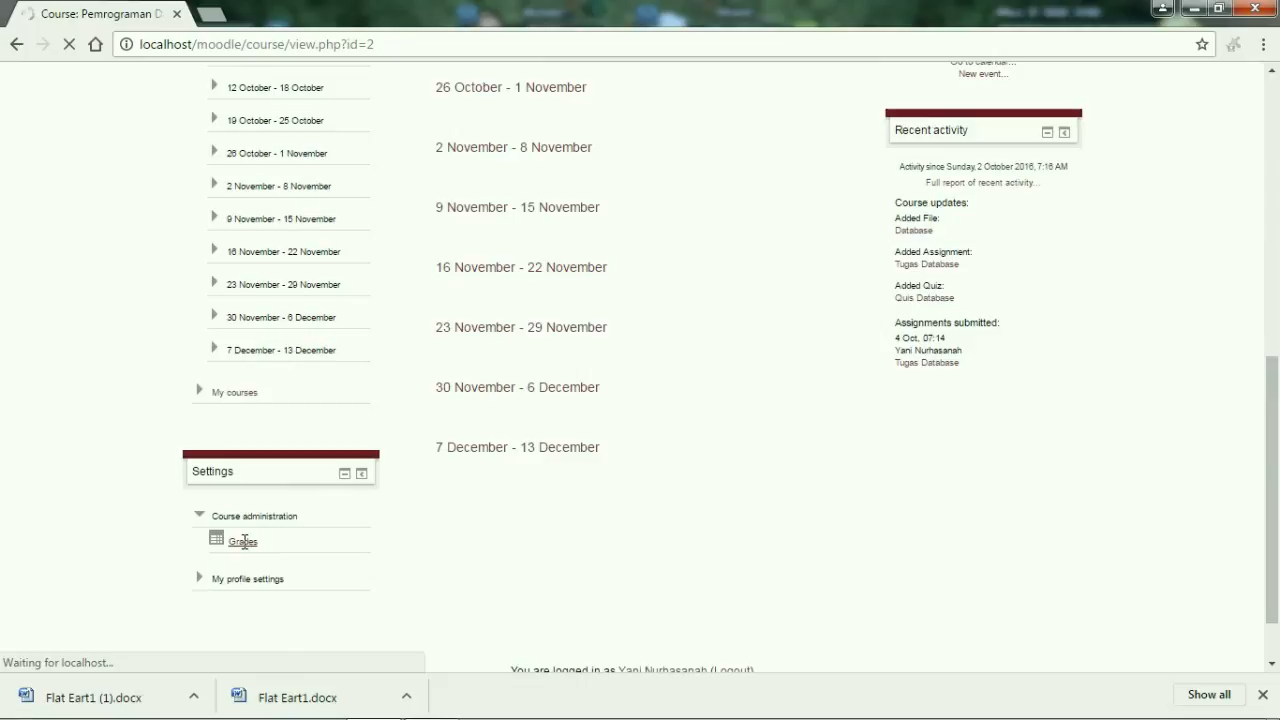 Course: Pemrograman D
localhost/moodle/course/view.php?id=2
12 October - 18 October
19 October - 25 October
26 October - 1 November
2 November - 8 November
9 November - 15 November
16 November - 22 November
23 November - 29 November
30 November - 6 December
7 December - 13 December
My courses
Settings
Course administration
Grades
My profile settings
26 October - 1 November
2 November - 8 November
9 November - 15 November
16 November - 22 November
23 November - 29 November
30 November - 6 December
7 December - 13 December
Go to calendar...
New event...
Recent activity
Activity since Sunday, 2 October 2016, 7:16 AM
Full report of recent activity...
Course updates:
Added File:
Database
Added Assignment:
Tugas Database
Added Quiz:
Quis Database
Assignments submitted:
4 Oct, 07:14
Yani Nurhasanah
Tugas Database
You are logged in as Yani Nurhasanah (Logout)
Waiting for localhost...
Flat Eart1 (1).docx
Flat Eart1.docx
Show all